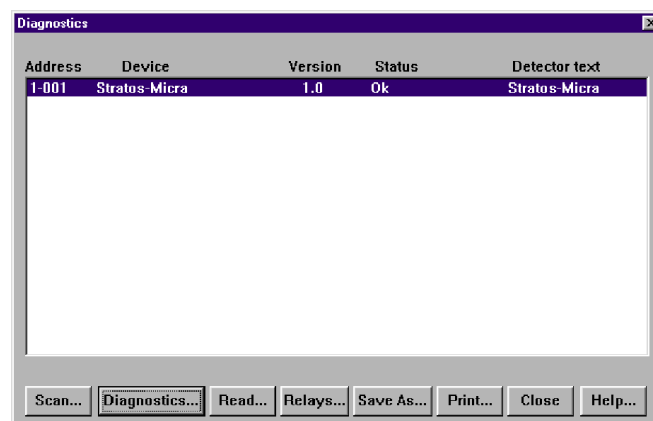 Diagnostics
Address Device Version Status Detector text
1-001 Stratos-Micra 1.0 Ok Stratos-Micra
Scan... Diagnostics... Read... Relays... Save As... Print... Close Help...